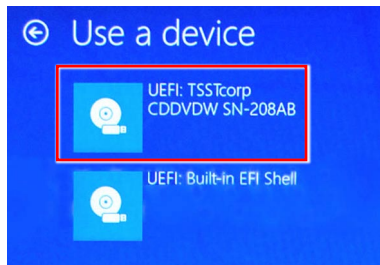 Use a device
UEFI: TSSTcorp
CDDVDW SN-208AB
UEFI: Built-in EFI Shell